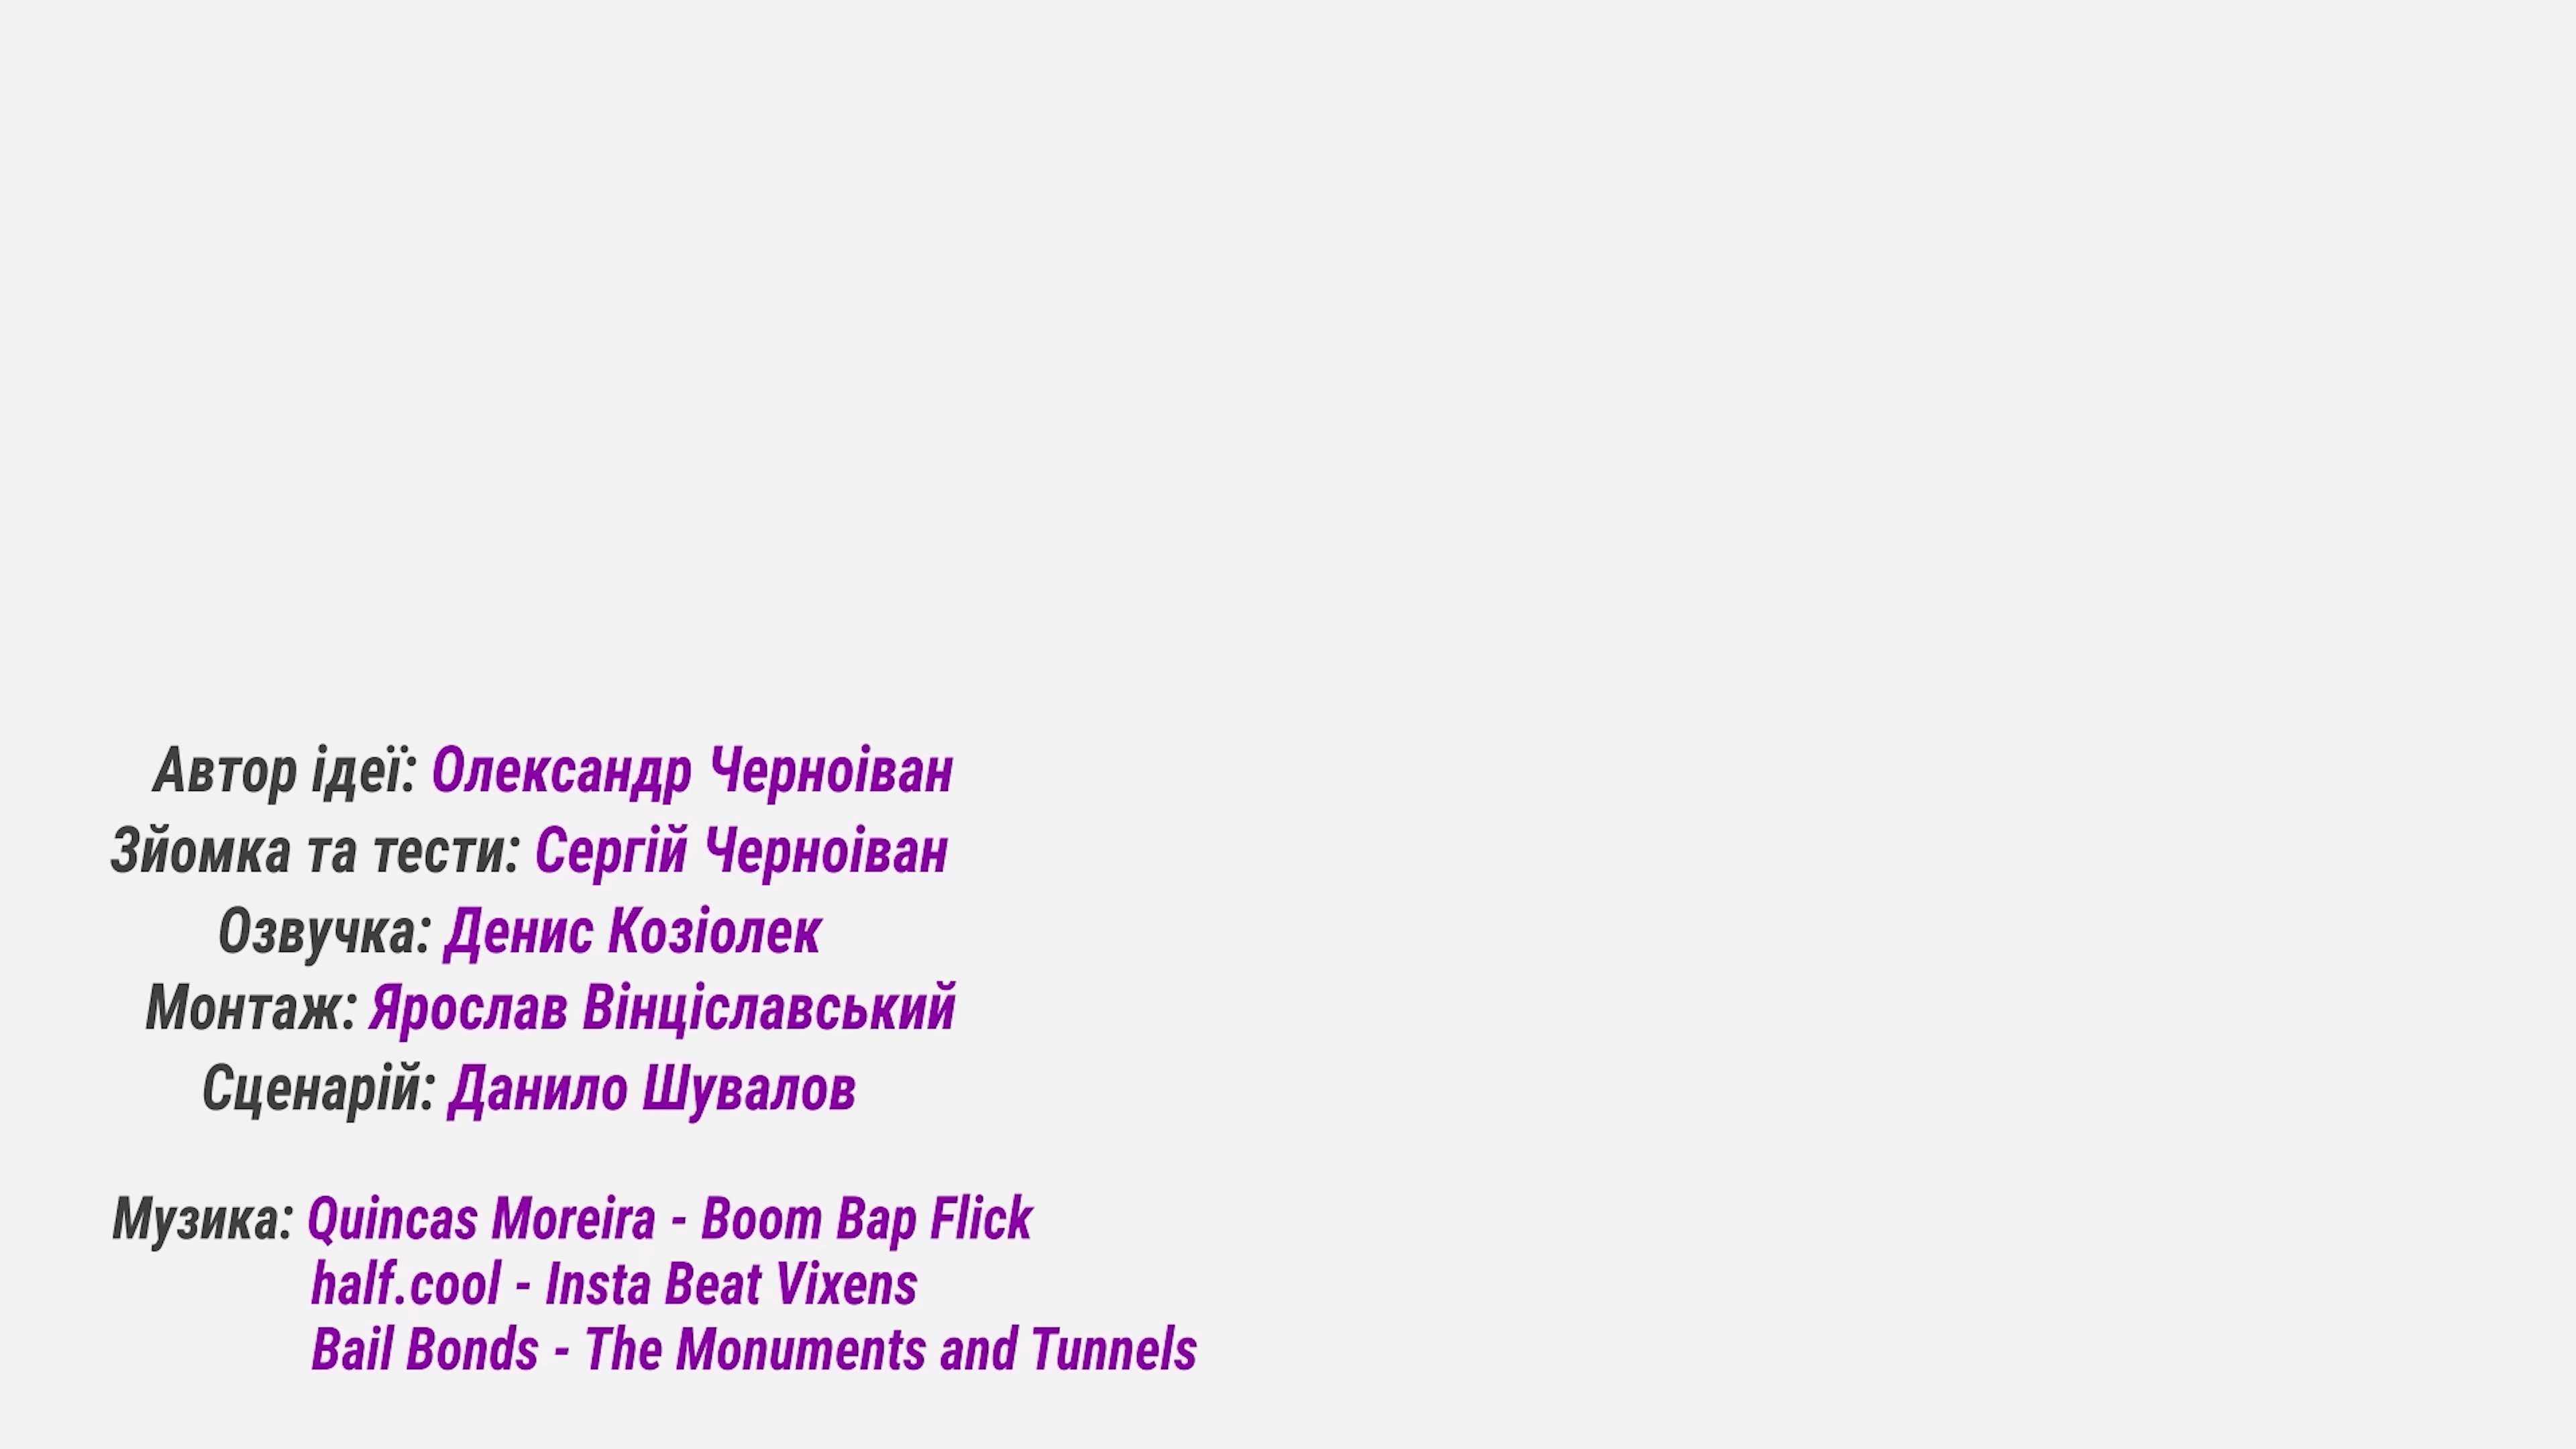 Автор ідеї: Олександр Черноіван
Зйомка та тести: Сергій Черноіван
Озвучка: Денис Козіолек
Монтаж: Ярослав Вінціславський
Сценарій: Данило Шувалов
Музика: Quincas Moreira - Boom Bap Flick
half.cool - Insta Beat Vixens
Bail Bonds - The Monuments and Tunnels